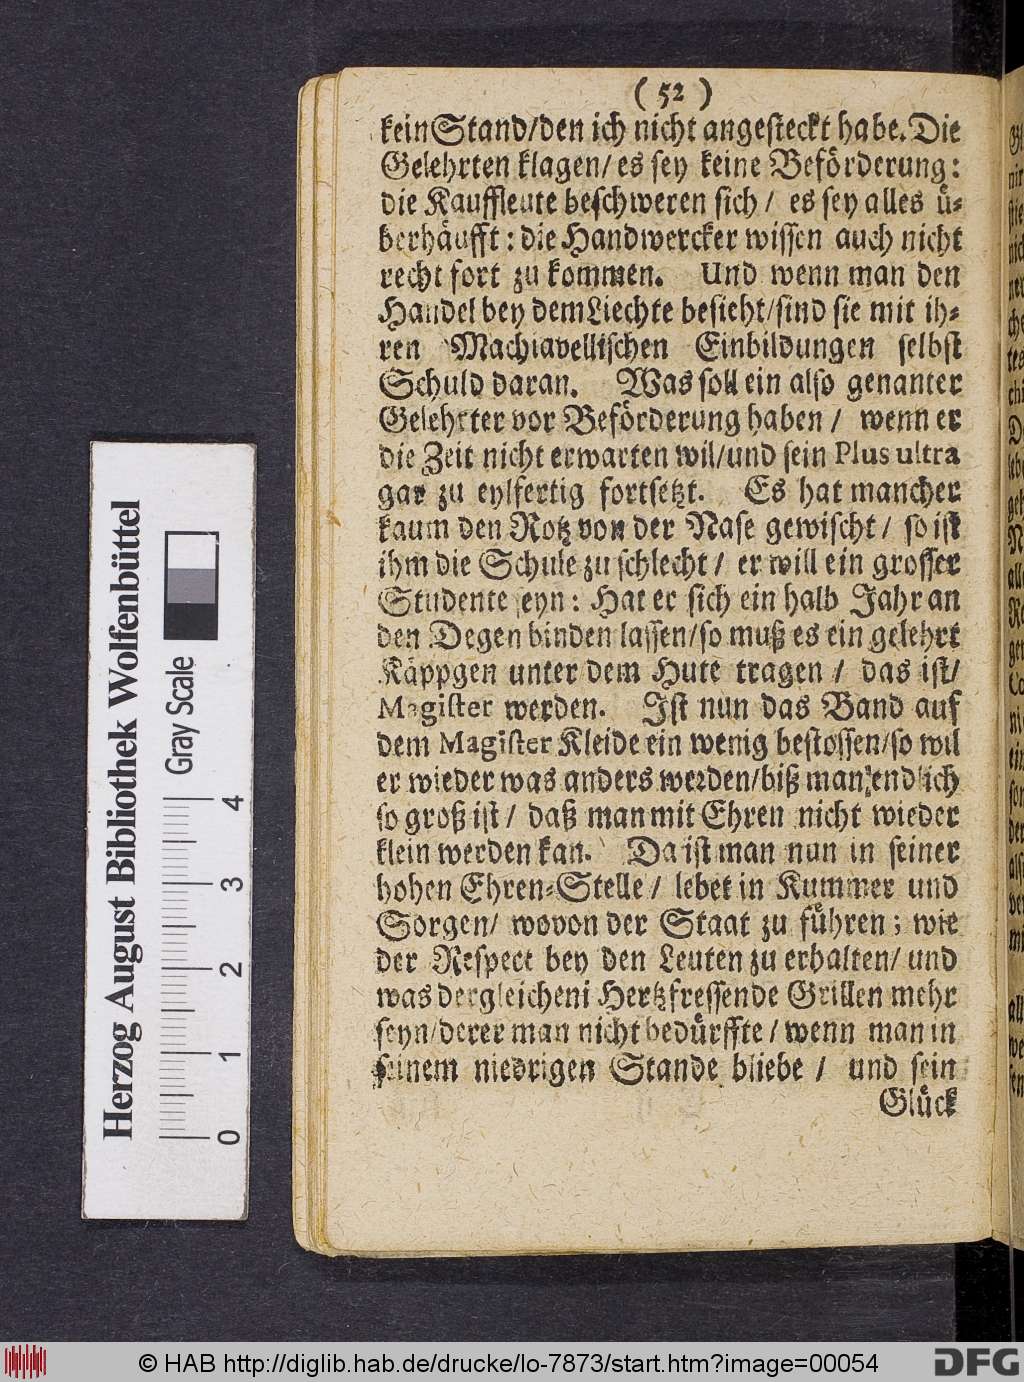 ( 52 )
kein Stand/den ich nicht angesteckt habe. Die
Gelehrten klagen/ es sey keine Beförderung:
die Kauffleute beschweren sich/ es sey alles ü-
berhäufft: die Handwercker wissen auch nicht
recht fort zu kommen. Und wenn man den
Handel bey dem Liechte besieht/sind sie mit ih-
ren Machiavellischen Einbildungen selbst
Schuld daran. Was soll ein also genanter
Gelehrter vor Beförderung haben/ wenn er
die Zeit nicht erwarten wil/und sein Plus ultra
gar zu eylfertig fortsetzt. Es hat mancher
kaum den Rotz von der Nase gewischt/ so ist
ihm die Schule zu schlecht/ er will ein grosser
Studente seyn: Hat er sich ein halb Jahr an
den Degen binden lassen/so muß es ein gelehrt
Käppgen unter dem Hute tragen/ das ist/
Magister werden. Ist nun das Band auf
dem Magister Kleide ein wenig bestossen/so wil
er wieder was anders werden/biß man endlich
so groß ist/ daß man mit Ehren nicht wieder
klein werden kan. Da ist man nun in seiner
hohen Ehren-Stelle/ lebet in Kummer und
Sorgen/ wovon der Staat zu führen; wie
der Respect bey den Leuten zu erhalten/ und
was dergleicheni Hertzfressende Grillen mehr
seyn/derer man nicht bedürffte/ wenn man in
seinem niedrigen Stande bliebe/ und sein
Glück
Herzog August Bibliothek Wolfenbüttel
Gray Scale
0 1 2 3 4
© HAB http://diglib.hab.de/drucke/lo-7873/start.htm?image=00054
DFG